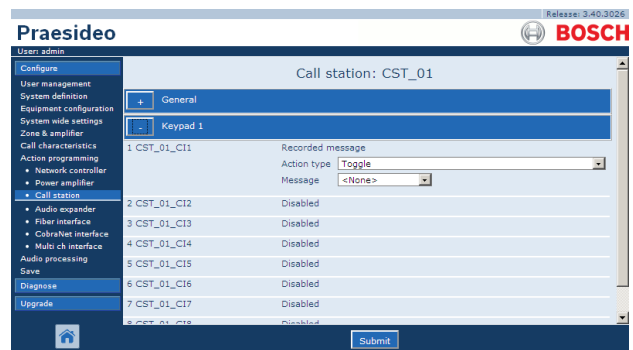 Release: 3.40.3026
Praesideo
BOSCH
User: admin
Configure
User management
System definition
Equipment configuration
System wide settings
Zone & amplifier
Call characteristics
Action programming
• Network controller
• Power amplifier
• Call station
• Audio expander
• Fiber interface
• CobraNet interface
• Multi ch interface
Audio processing
Save
Diagnose
Upgrade
Call station: CST_01
+ General
- Keypad 1
1 CST_01_CI1 Recorded message
Action type Toggle
Message <None>
2 CST_01_CI2 Disabled
3 CST_01_CI3 Disabled
4 CST_01_CI4 Disabled
5 CST_01_CI5 Disabled
6 CST_01_CI6 Disabled
7 CST_01_CI7 Disabled
8 CST_01_CI8 Disabled
Submit